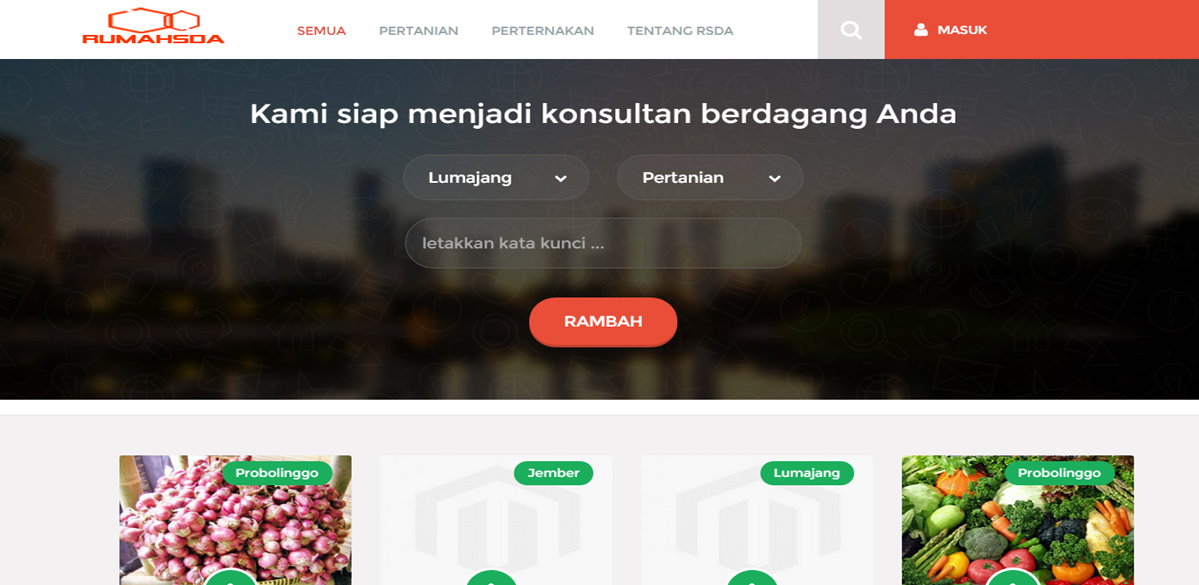 RUMAHSDA
SEMUA PERTANIAN PERTERNAKAN TENTANG RSDA MASUK
Kami siap menjadi konsultan berdagang Anda
Lumajang Pertanian
letakkan kata kunci ...
RAMBAH
Probolinggo Jember Lumajang Probolinggo